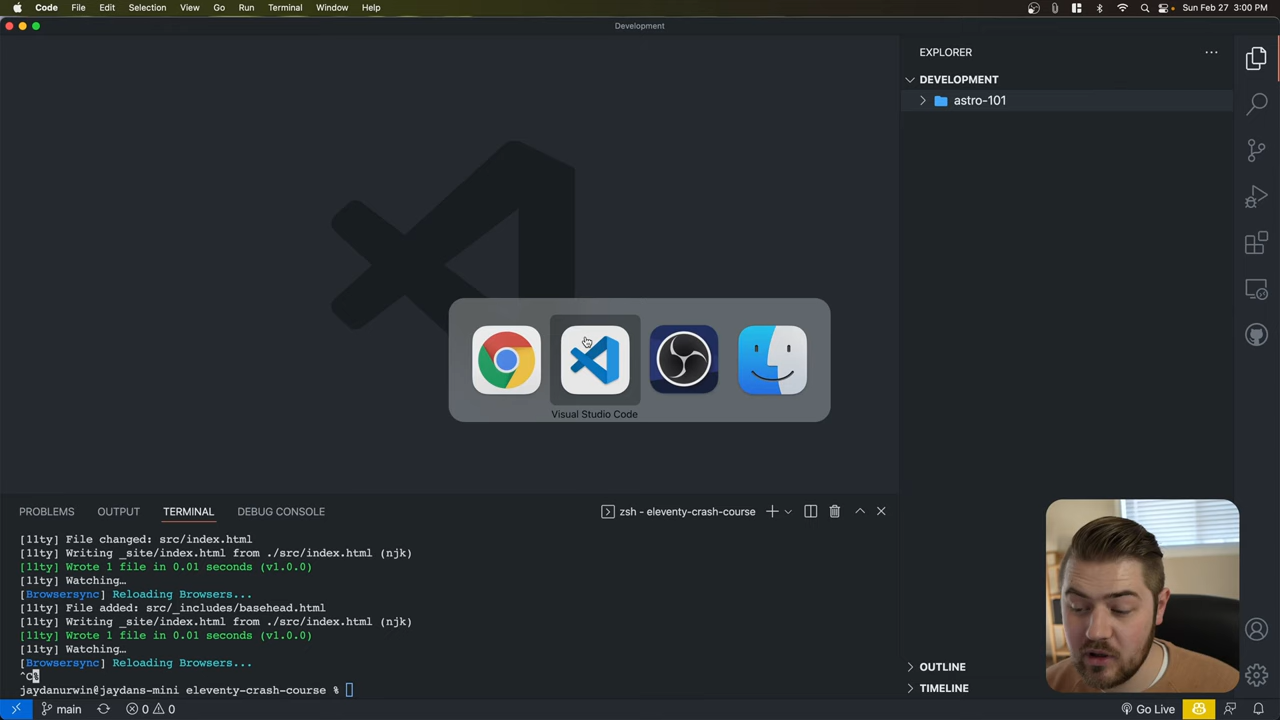 Code File Edit Selection View Go Run Terminal Window Help
Sun Feb 27 3:00 PM
Development
EXPLORER
DEVELOPMENT
astro-101
Visual Studio Code
PROBLEMS OUTPUT TERMINAL DEBUG CONSOLE
zsh - eleventy-crash-course
[11ty] File changed: src/index.html
[11ty] Writing _site/index.html from ./src/index.html (njk)
[11ty] Wrote 1 file in 0.01 seconds (v1.0.0)
[11ty] Watching…
[Browsersync] Reloading Browsers...
[11ty] File added: src/_includes/basehead.html
[11ty] Writing _site/index.html from ./src/index.html (njk)
[11ty] Wrote 1 file in 0.01 seconds (v1.0.0)
[11ty] Watching…
[Browsersync] Reloading Browsers...
^C%
jaydanurwin@jaydans-mini eleventy-crash-course %
OUTLINE
TIMELINE
main 0 0
Go Live